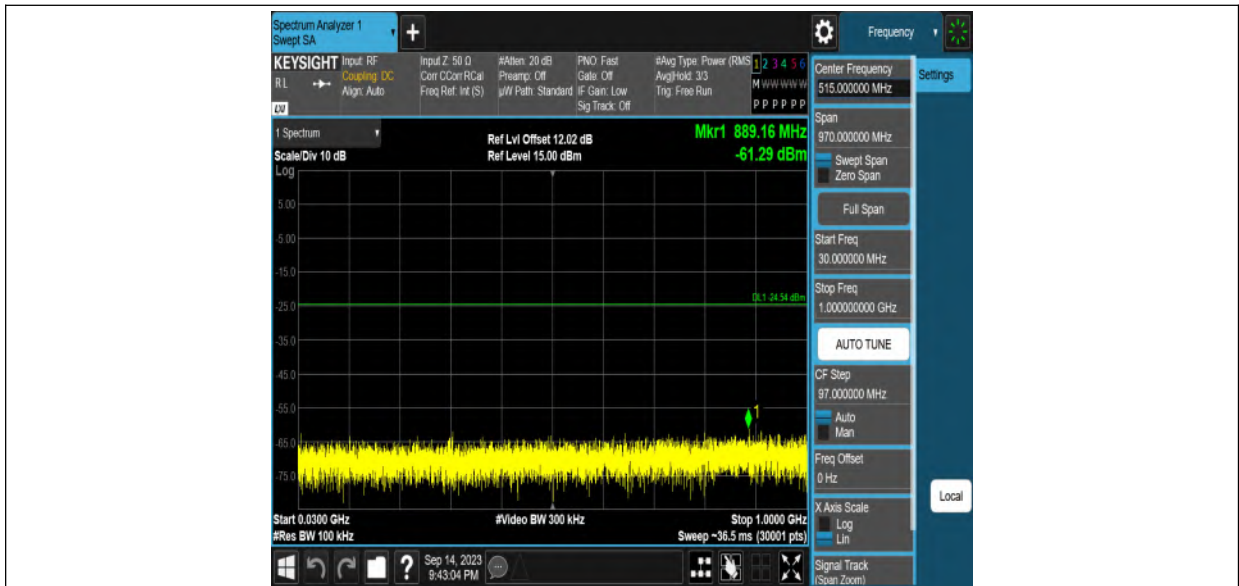 Spectrum Analyzer 1
Swept SA
+
Frequency
KEYSIGHT
RL
LXI
Input: RF
Coupling: DC
Align: Auto
Input Z: 50 Ω
Corr CCorr RCal
Freq Ref: Int (S)
#Atten: 20 dB
Preamp: Off
µW Path: Standard
PNO: Fast
Gate: Off
IF Gain: Low
Sig Track: Off
#Avg Type: Power (RMS
Avg|Hold: 3/3
Trig: Free Run
1 2 3 4 5 6
M W W W W W
P P P P P P
1 Spectrum
Scale/Div 10 dB
Ref Lvl Offset 12.02 dB
Ref Level 15.00 dBm
Mkr1 889.16 MHz
-61.29 dBm
Log
5.00
-5.00
-15.0
DL1 -24.54 dBm
-25.0
-35.0
-45.0
-55.0
1
-65.0
-75.0
Start 0.0300 GHz
#Res BW 100 kHz
#Video BW 300 kHz
Stop 1.0000 GHz
Sweep ~36.5 ms (30001 pts)
Sep 14, 2023
9:43:04 PM
?
Center Frequency
515.000000 MHz
Settings
Span
970.000000 MHz
Swept Span
Zero Span
Full Span
Start Freq
30.000000 MHz
Stop Freq
1.000000000 GHz
AUTO TUNE
CF Step
97.000000 MHz
Auto
Man
Freq Offset
0 Hz
Local
X Axis Scale
Log
Lin
Signal Track
(Span Zoom)